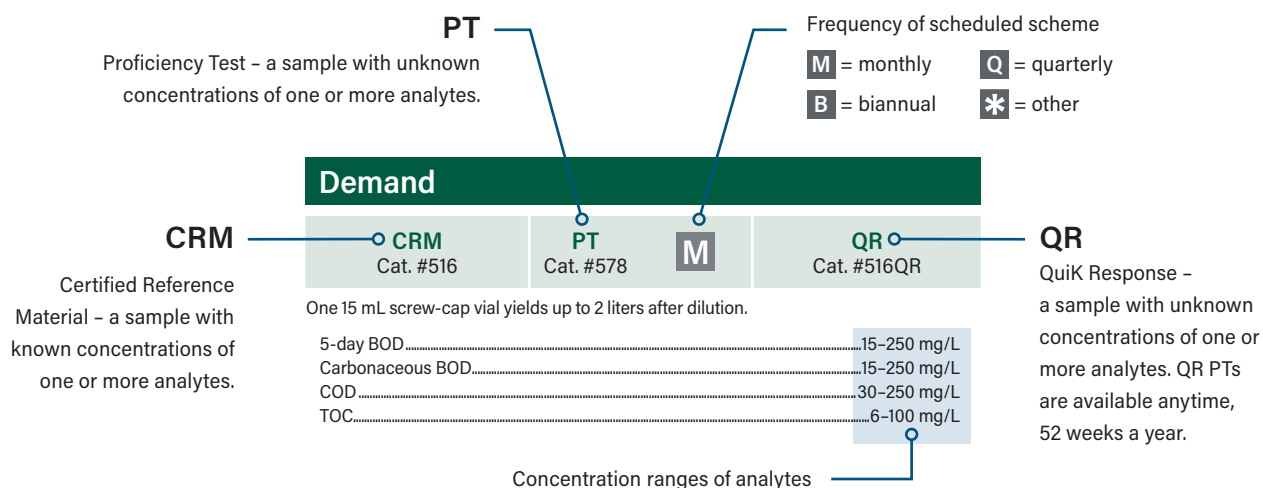 PT
Proficiency Test – a sample with unknown
concentrations of one or more analytes.
Frequency of scheduled scheme
M = monthly
Q = quarterly
B = biannual
* = other
Demand
CRM
Certified Reference
Material – a sample with
known concentrations of
one or more analytes.
CRM
Cat. #516
PT
Cat. #578
M
QR
Cat. #516QR
QR
QuiK Response –
a sample with unknown
concentrations of one or
more analytes. QR PTs
are available anytime,
52 weeks a year.
One 15 mL screw-cap vial yields up to 2 liters after dilution.
5-day BOD 15–250 mg/L
Carbonaceous BOD 15–250 mg/L
COD 30–250 mg/L
TOC 6–100 mg/L
Concentration ranges of analytes